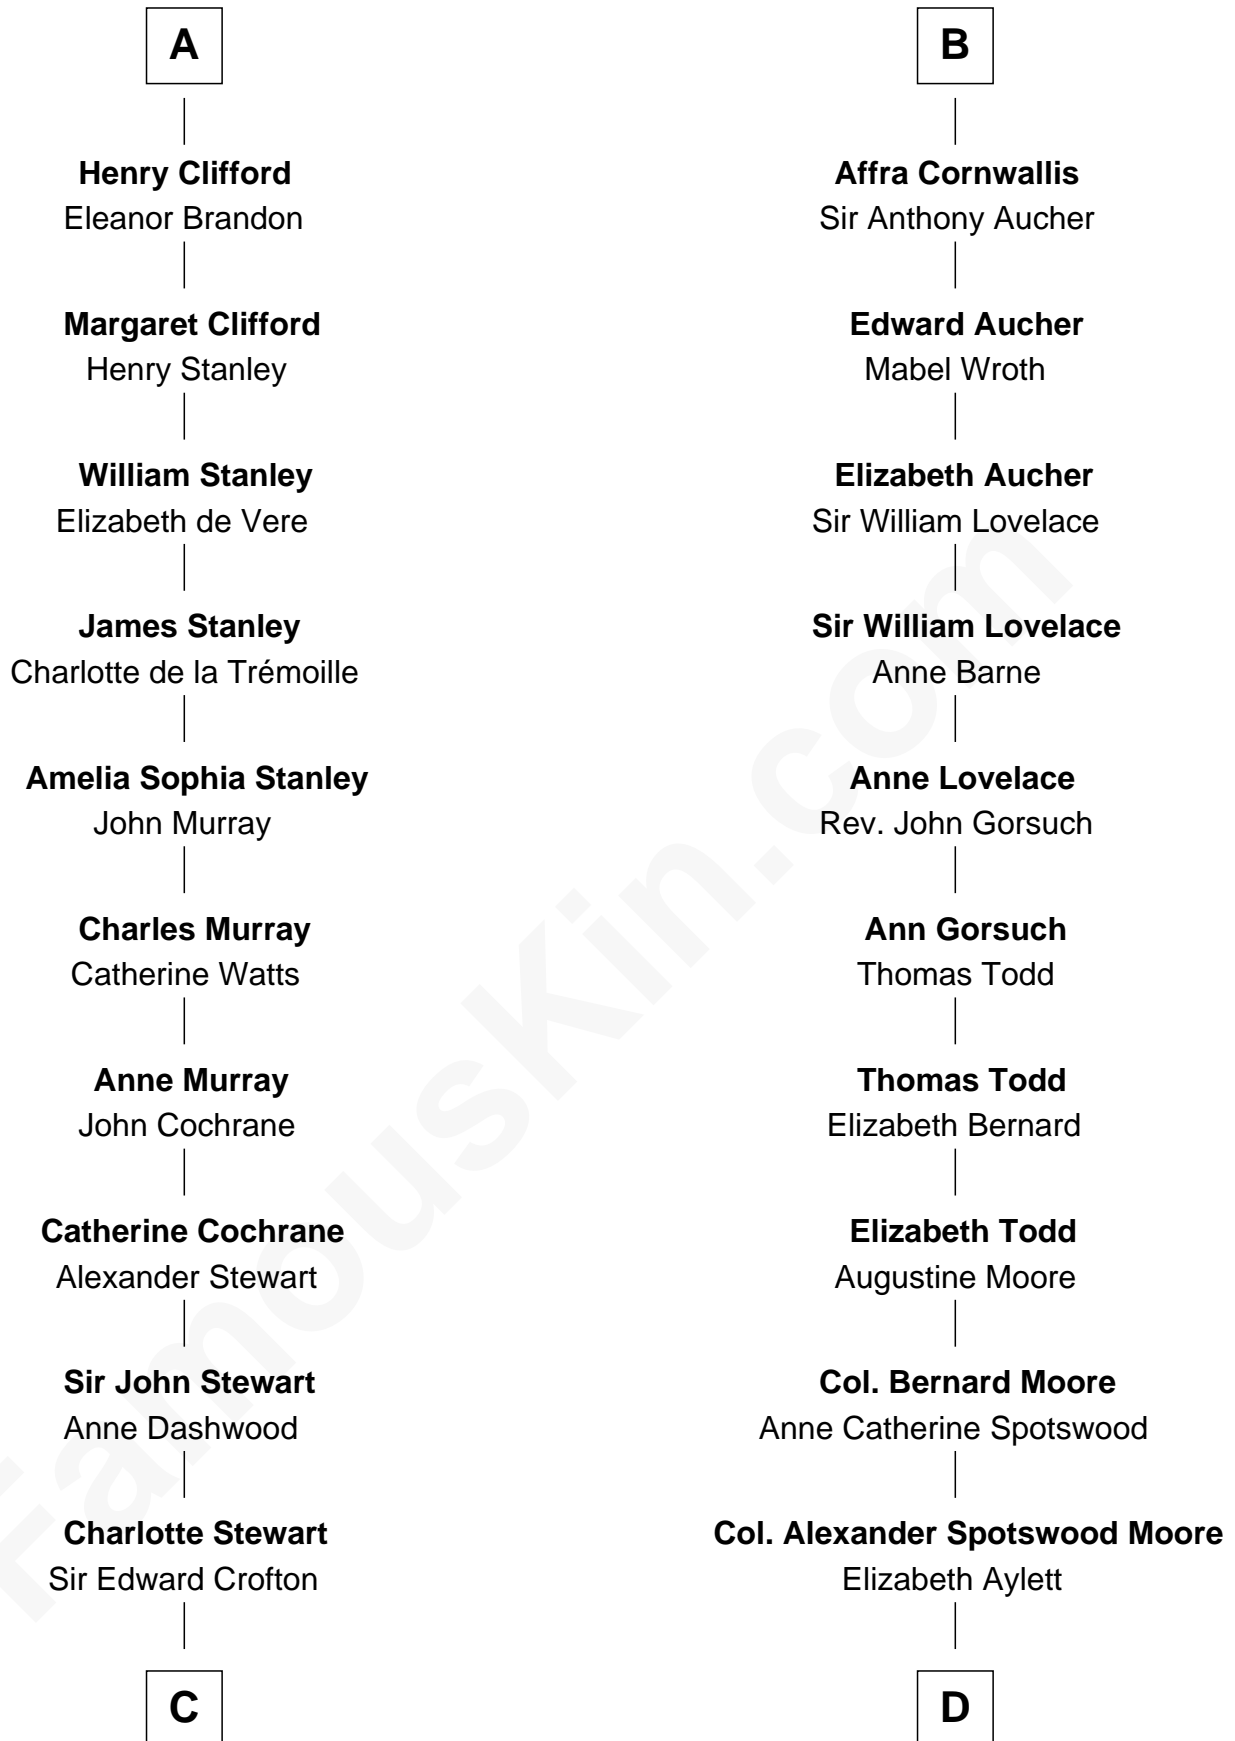 A
Henry Clifford
Eleanor Brandon
Margaret Clifford
Henry Stanley
William Stanley
Elizabeth de Vere
James Stanley
Charlotte de la Trémoille
Amelia Sophia Stanley
John Murray
Charles Murray
Catherine Watts
Anne Murray
John Cochrane
Catherine Cochrane
Alexander Stewart
Sir John Stewart
Anne Dashwood
Charlotte Stewart
Sir Edward Crofton
C
B
Affra Cornwallis
Sir Anthony Aucher
Edward Aucher
Mabel Wroth
Elizabeth Aucher
Sir William Lovelace
Sir William Lovelace
Anne Barne
Anne Lovelace
Rev. John Gorsuch
Ann Gorsuch
Thomas Todd
Thomas Todd
Elizabeth Bernard
Elizabeth Todd
Augustine Moore
Col. Bernard Moore
Anne Catherine Spotswood
Col. Alexander Spotswood Moore
Elizabeth Aylett
D
FamousKin.com